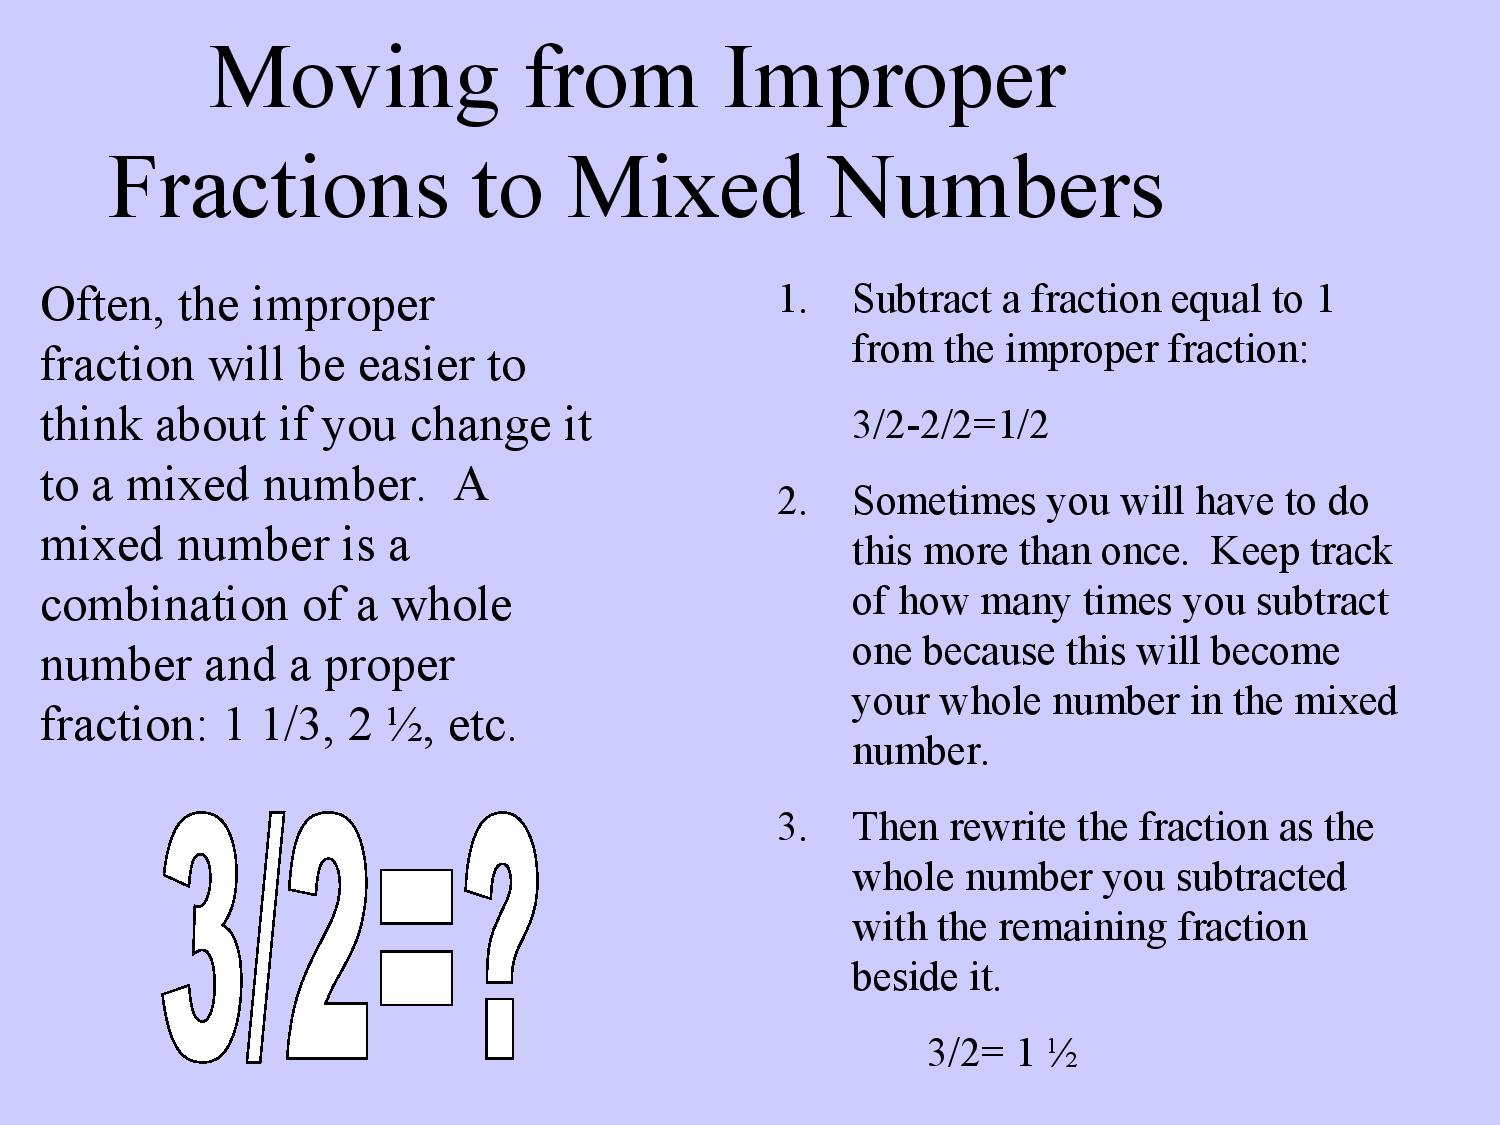 Moving from Improper
Fractions to Mixed Numbers
Often, the improper
fraction will be easier to
think about if you change it
to a mixed number.  A
mixed number is a
combination of a whole
number and a proper
fraction: 1 1/3, 2 ½, etc.
3/2=?
1. Subtract a fraction equal to 1
from the improper fraction:
3/2-2/2=1/2
2. Sometimes you will have to do
this more than once.  Keep track
of how many times you subtract
one because this will become
your whole number in the mixed
number.
3. Then rewrite the fraction as the
whole number you subtracted
with the remaining fraction
beside it.
3/2= 1 ½